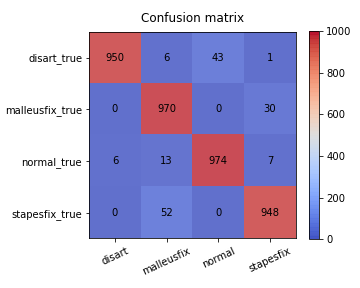 Confusion matrix
disart_true 950 6 43 1
malleusfix_true 0 970 0 30
normal_true 6 13 974 7
stapesfix_true 0 52 0 948
disart malleusfix normal stapesfix
1000
800
600
400
200
0